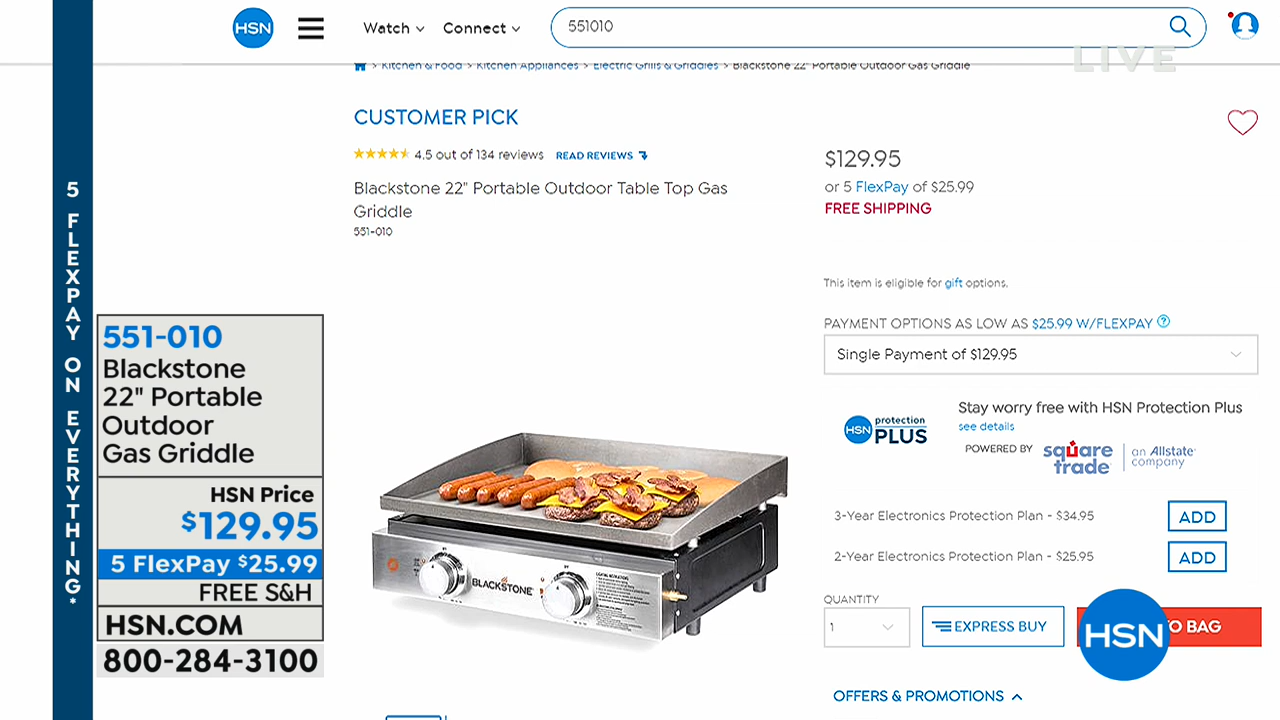 HSN
Watch
Connect
551010
LIVE
> Kitchen & Food > Kitchen Appliances > Electric Grills & Griddles > Blackstone 22" Portable Outdoor Gas Griddle
CUSTOMER PICK
4.5 out of 134 reviews READ REVIEWS
Blackstone 22" Portable Outdoor Table Top Gas
Griddle
551-010
$129.95
or 5 FlexPay of $25.99
FREE SHIPPING
This item is eligible for gift options.
PAYMENT OPTIONS AS LOW AS $25.99 W/FLEXPAY ?
Single Payment of $129.95
HSN protection PLUS
Stay worry free with HSN Protection Plus
see details
POWERED BY square trade | an Allstate company
3-Year Electronics Protection Plan - $34.95 ADD
2-Year Electronics Protection Plan - $25.95 ADD
QUANTITY
1
EXPRESS BUY
O BAG
HSN
OFFERS & PROMOTIONS
BLACKSTONE
5 FLEXPAY ON EVERYTHING*
551-010
Blackstone
22" Portable
Outdoor
Gas Griddle
HSN Price
$129.95
5 FlexPay $25.99
FREE S&H
HSN.COM
800-284-3100